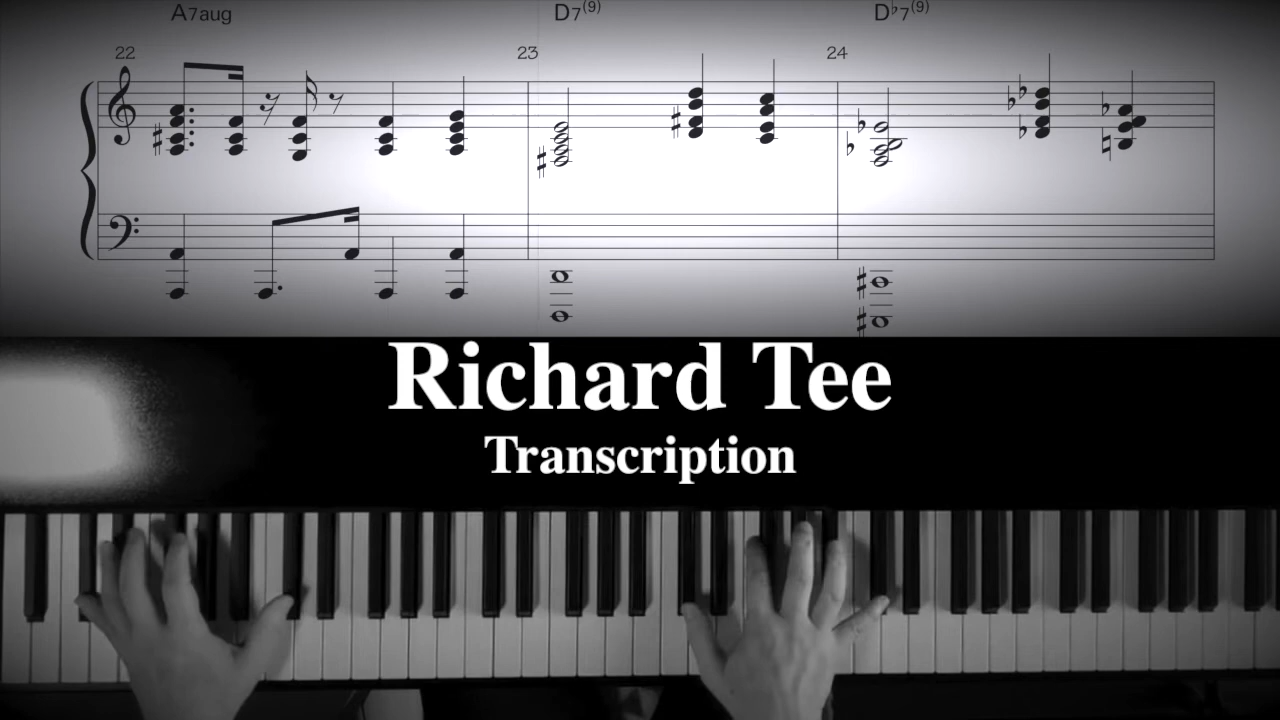 A7aug D7(9) D♭7(9)
22 23 24
Richard Tee
Transcription